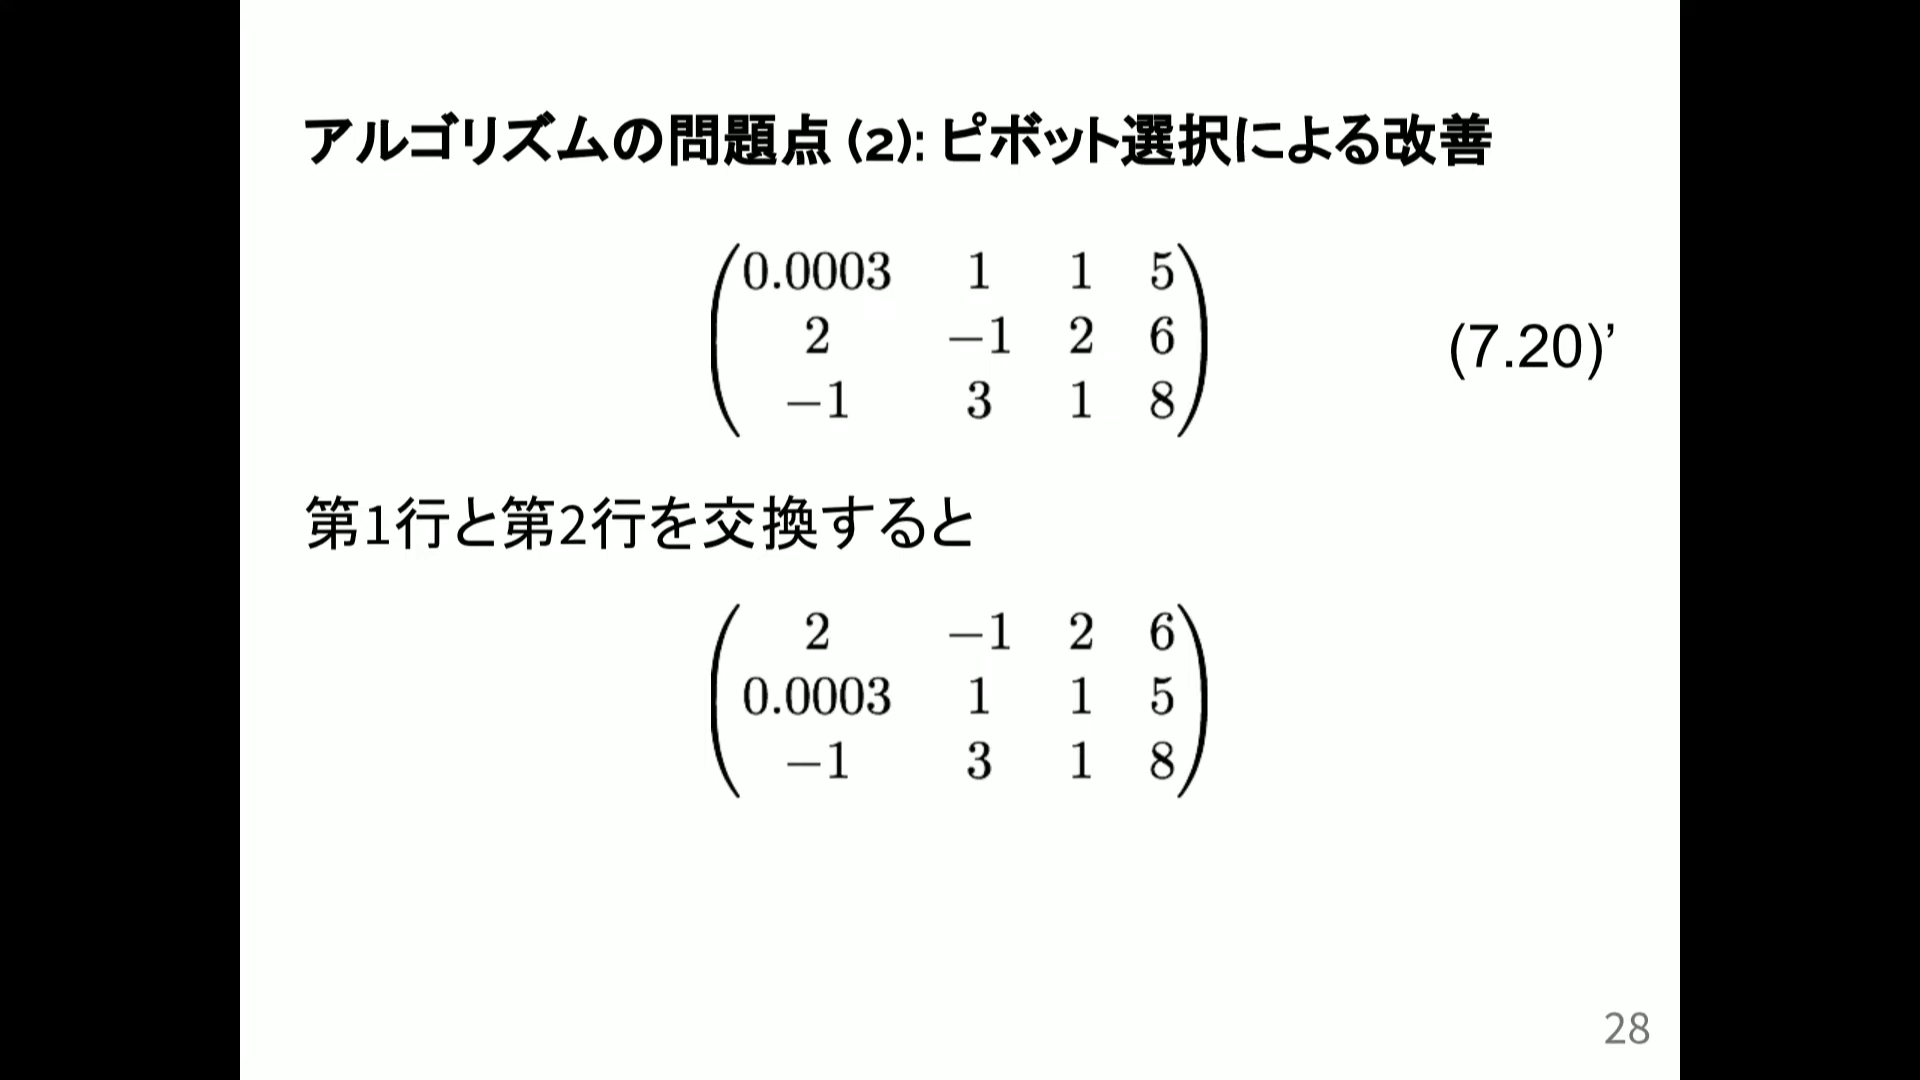 アルゴリズムの問題点 (2): ピボット選択による改善
0.0003 1 1 5
2 −1 2 6
−1 3 1 8
(7.20)’
第1行と第2行を交換すると
2 −1 2 6
0.0003 1 1 5
−1 3 1 8
28